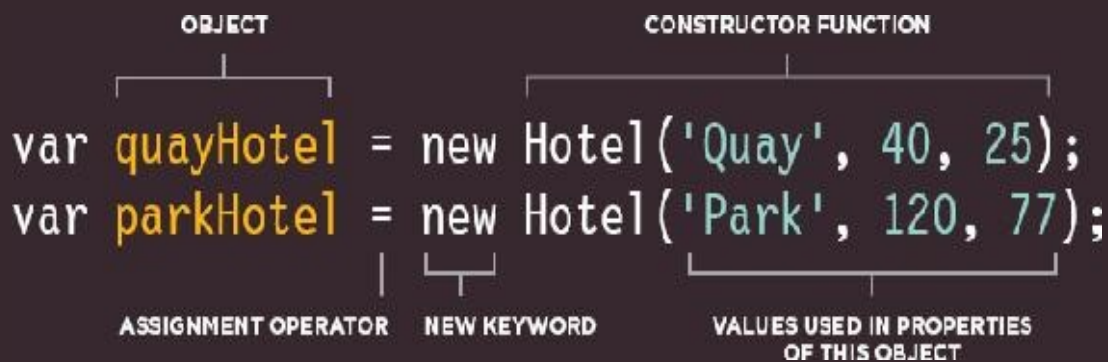 OBJECT CONSTRUCTOR FUNCTION
var quayHotel = new Hotel('Quay', 40, 25);
var parkHotel = new Hotel('Park', 120, 77);
ASSIGNMENT OPERATOR NEW KEYWORD VALUES USED IN PROPERTIES
OF THIS OBJECT